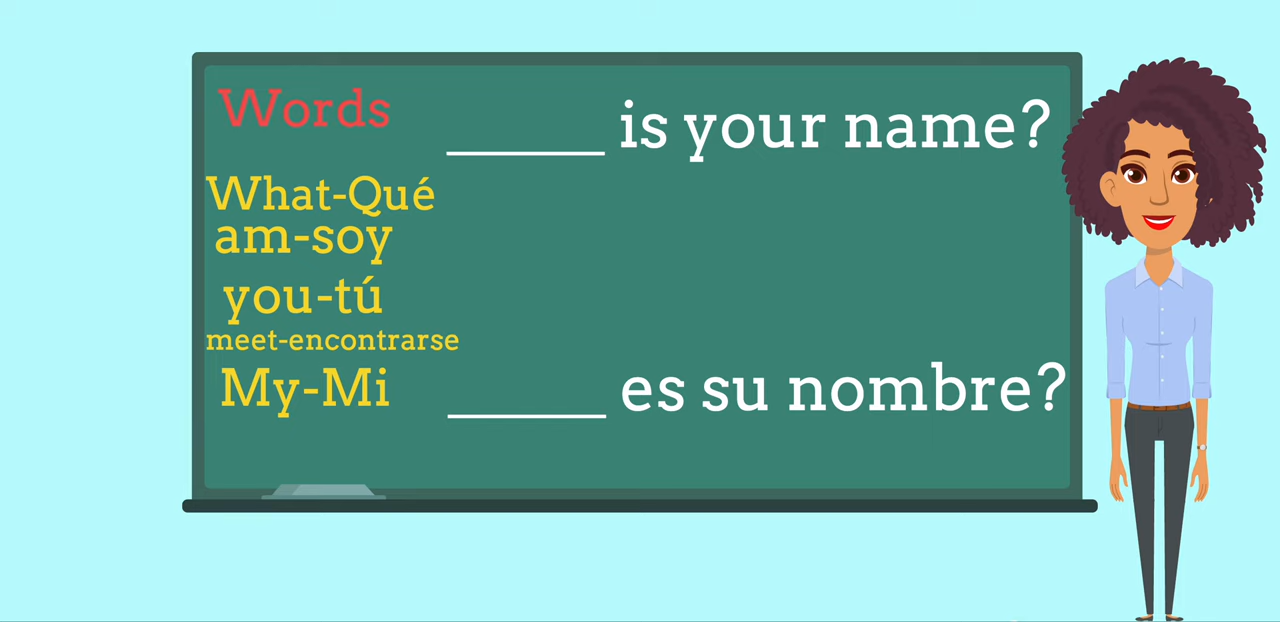 Words
What-Qué
am-soy
you-tú
meet-encontrarse
My-Mi
______ is your name?
______ es su nombre?